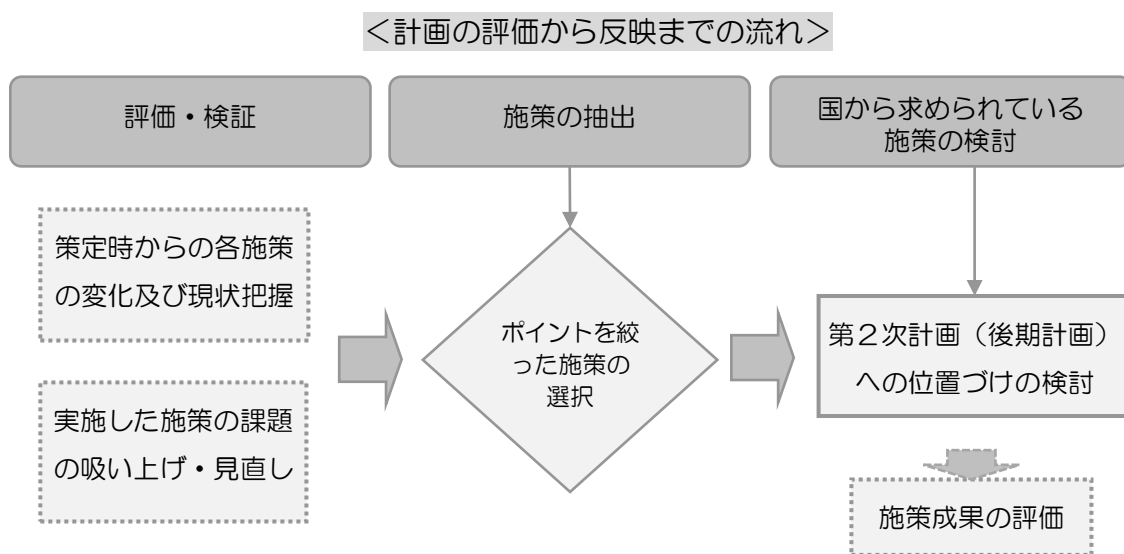 ＜計画の評価から反映までの流れ＞
評価・検証
施策の抽出
国から求められている
施策の検討
策定時からの各施策
の変化及び現状把握
実施した施策の課題
の吸い上げ・見直し
ポイントを絞
った施策の
選択
第２次計画（後期計画）
への位置づけの検討
施策成果の評価